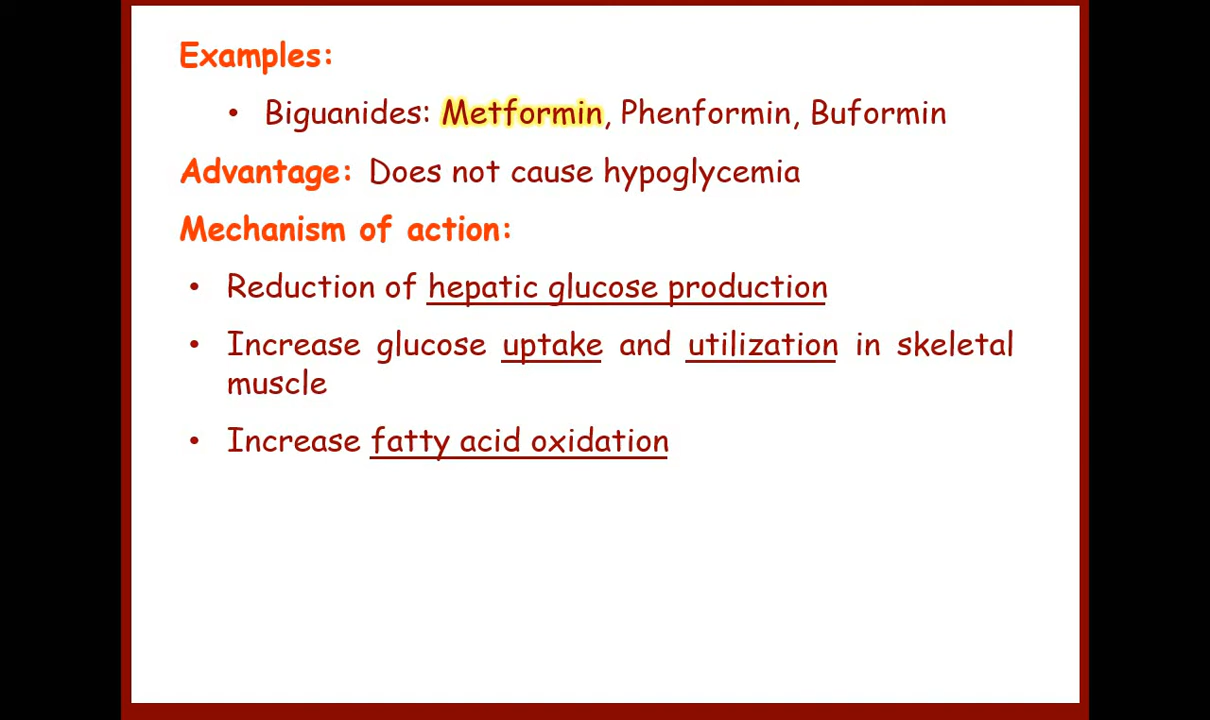 Examples:
• Biguanides: Metformin, Phenformin, Buformin
Advantage: Does not cause hypoglycemia
Mechanism of action:
• Reduction of hepatic glucose production
• Increase glucose uptake and utilization in skeletal
muscle
• Increase fatty acid oxidation